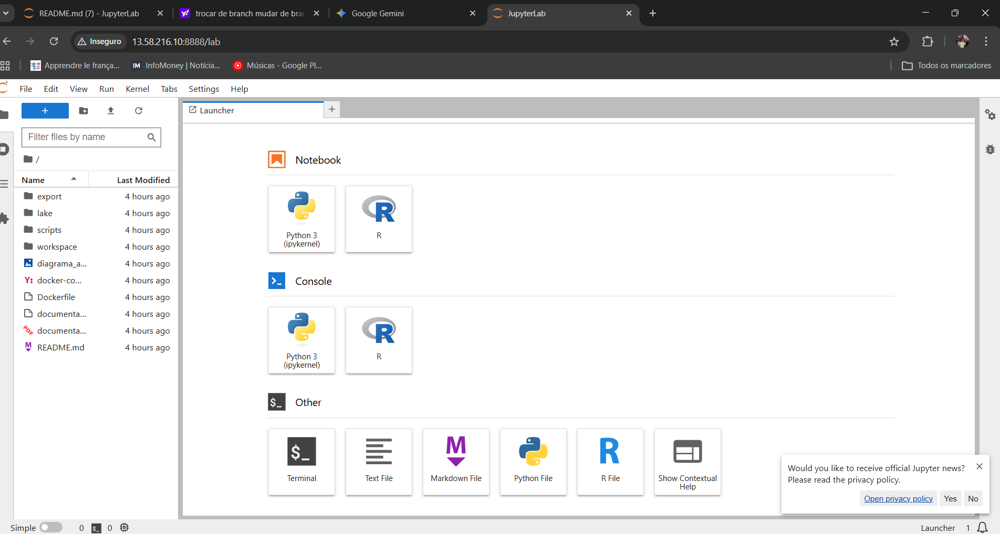 README.md (7) - JupyterLab
trocar de branch mudar de bra
Google Gemini
JupyterLab
Inseguro
13.58.216.10:8888/lab
Apprendre le frança...
IM
InfoMoney | Notícia...
Músicas - Google Pl...
Todos os marcadores
File Edit View Run Kernel Tabs Settings Help
Launcher
Filter files by name
/
Name
Last Modified
export 4 hours ago
lake 4 hours ago
scripts 4 hours ago
workspace 4 hours ago
diagrama_a... 4 hours ago
docker-co... 4 hours ago
Dockerfile 4 hours ago
documenta... 4 hours ago
documenta... 4 hours ago
README.md 4 hours ago
Notebook
Python 3
(ipykernel)
R
Console
Python 3
(ipykernel)
R
$_
Other
$_
Terminal
Text File
M
Markdown File
Python File
R
R File
Show Contextual
Help
Would you like to receive official Jupyter news?
Please read the privacy policy.
Open privacy policy
Yes
No
Simple
0
$_
0
Launcher
1